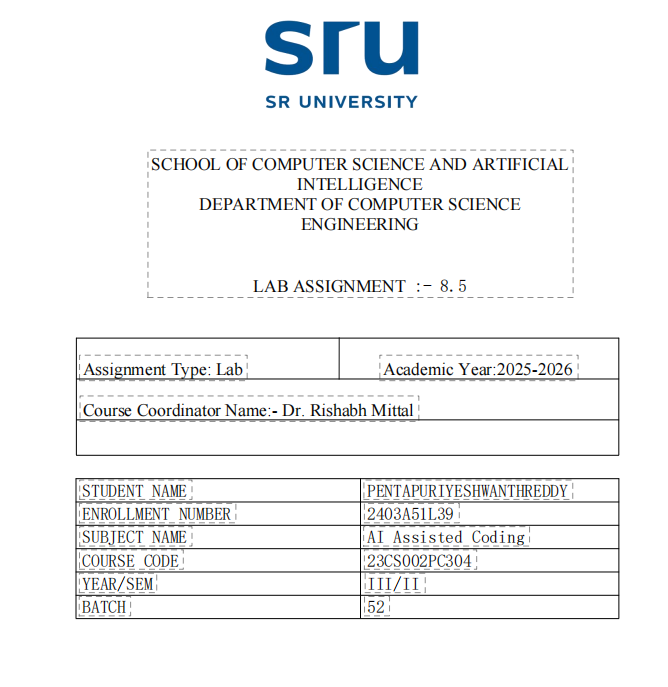 sru
SR UNIVERSITY
SCHOOL OF COMPUTER SCIENCE AND ARTIFICIAL
INTELLIGENCE
DEPARTMENT OF COMPUTER SCIENCE
ENGINEERING
LAB ASSIGNMENT :- 8.5
Assignment Type: Lab
Academic Year:2025-2026
Course Coordinator Name:- Dr. Rishabh Mittal
STUDENT NAME PENTAPURIYESHWANTHREDDY
ENROLLMENT NUMBER 2403A51L39
SUBJECT NAME AI Assisted Coding
COURSE CODE 23CS002PC304
YEAR/SEM III/II
BATCH 52